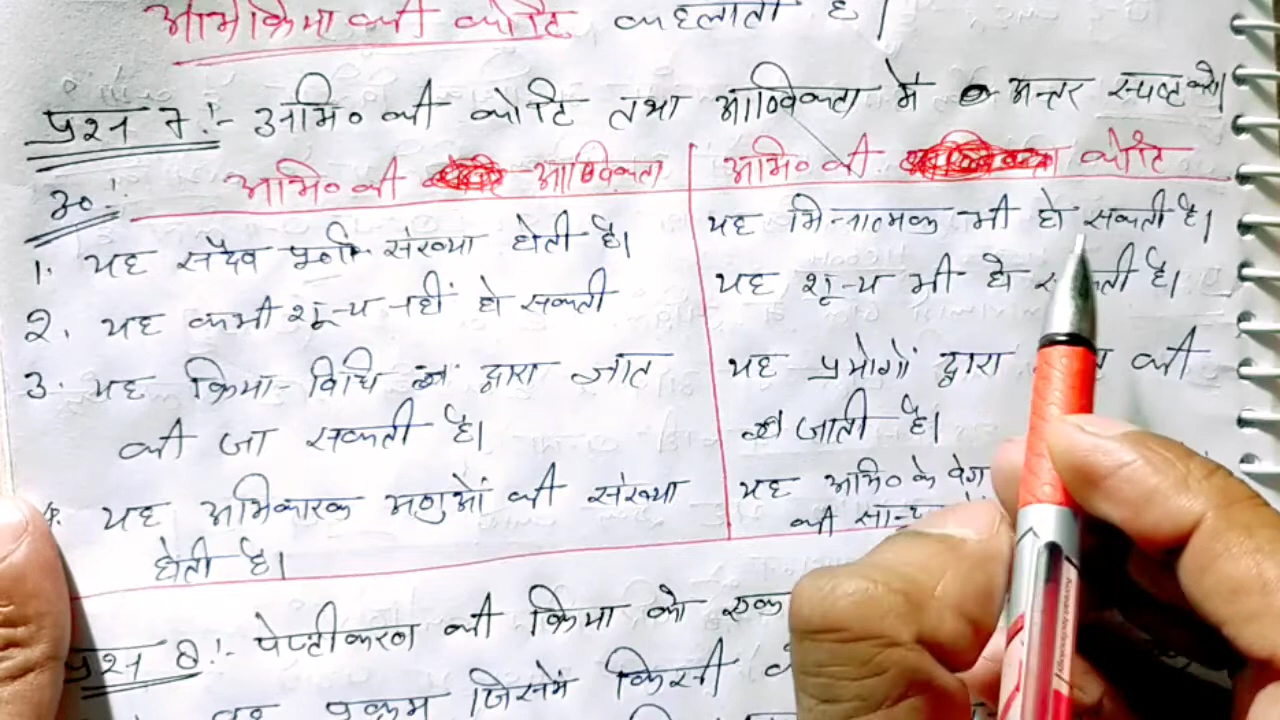 अभिक्रिया की कोटि कहलाती है।
प्रश्न 7:- अभि० की कोटि तथा आण्विकता में अन्तर स्पष्ट करो।
उ०:- अभि० की आण्विकता अभि० की कोटि
1. यह सदैव पूर्ण संख्या होती है। यह भिन्नात्मक भी हो सकती है।
2. यह कभी शून्य नहीं हो सकती यह शून्य भी हो सकती है।
3. यह क्रिया-विधि द्वारा ज्ञात यह प्रयोगों द्वारा की
की जा सकती है। जाती है।
4. यह अभिकारक अणुओं की संख्या यह अभि० के वेग
होती है। की
प्रश्न 8:- पेप्टीकरण की क्रिया को
प्रक्रम जिसमें किसी